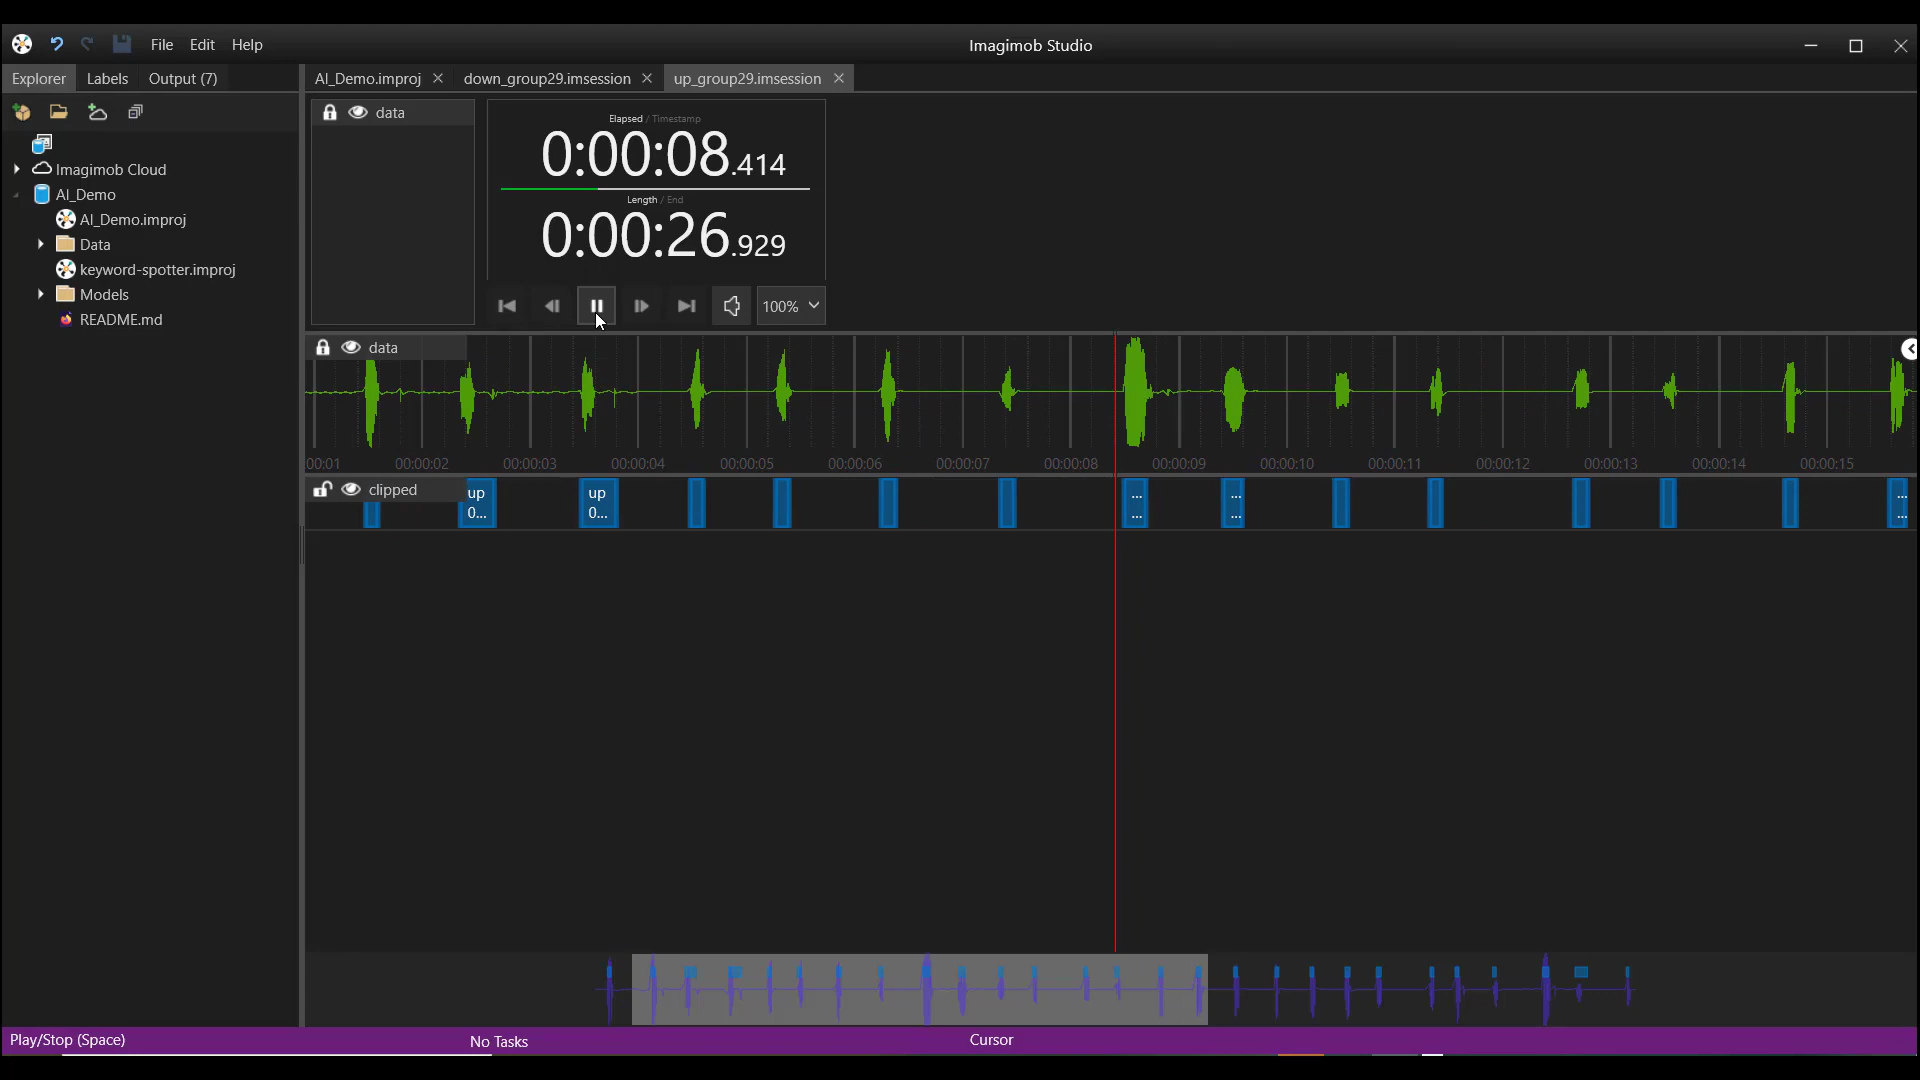 File Edit Help
Imagimob Studio
Explorer Labels Output (7)
AI_Demo.improj down_group29.imsession up_group29.imsession
data
Elapsed / Timestamp
0:00:08.414
Length / End
0:00:26.929
100%
Imagimob Cloud
AI_Demo
AI_Demo.improj
Data
keyword-spotter.improj
Models
README.md
data
00:01 00:00:02 00:00:03 00:00:04 00:00:05 00:00:06 00:00:07 00:00:08 00:00:09 00:00:10 00:00:11 00:00:12 00:00:13 00:00:14 00:00:15
clipped
up up ... ... ...
0... 0... ... ... ...
Play/Stop (Space) No Tasks Cursor